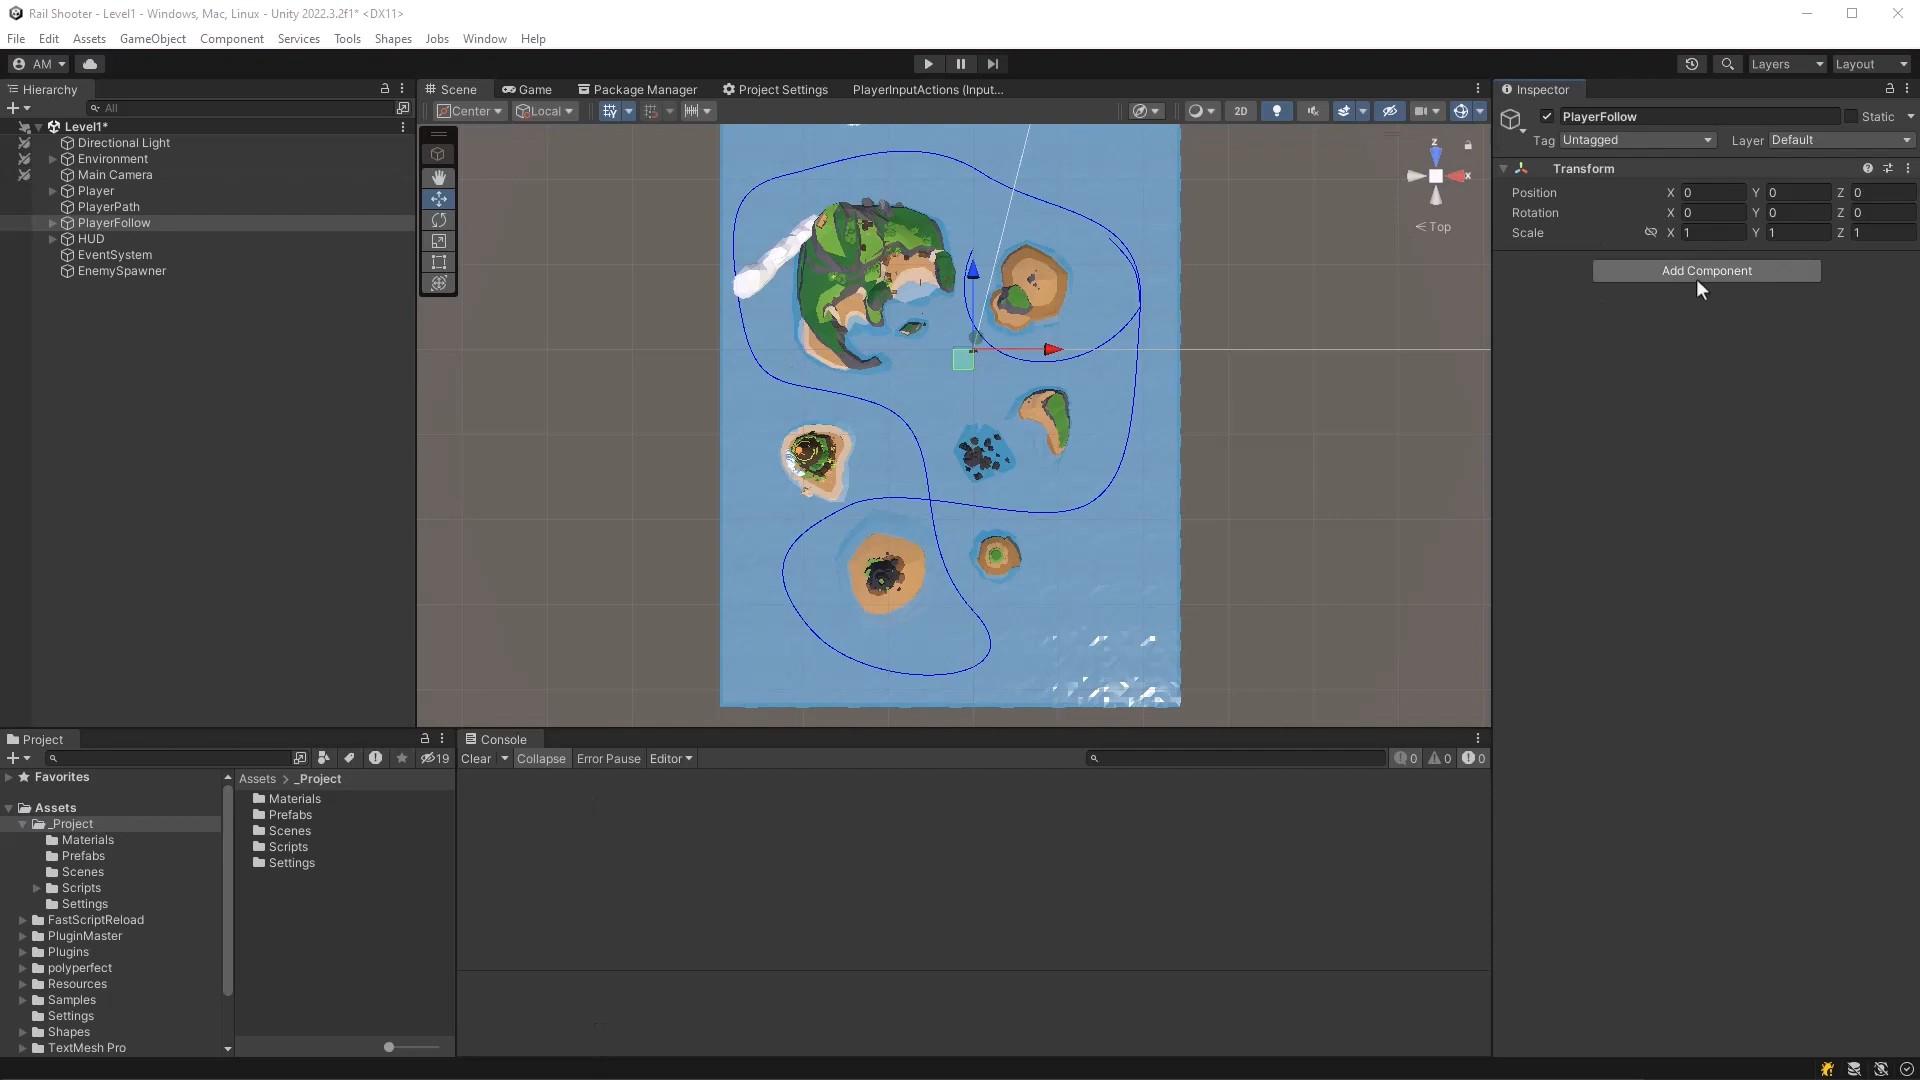 Rail Shooter - Level1 - Windows, Mac, Linux - Unity 2022.3.2f1* <DX11>
File Edit Assets GameObject Component Services Tools Shapes Jobs Window Help
AM
Layers Layout
Hierarchy
All
Level1*
Directional Light
Environment
Main Camera
Player
PlayerPath
PlayerFollow
HUD
EventSystem
EnemySpawner
Scene Game Package Manager Project Settings PlayerInputActions (Input...
Center Local 2D
z
x
Top
Inspector
PlayerFollow Static
Tag Untagged Layer Default
Transform
Position X 0 Y 0 Z 0
Rotation X 0 Y 0 Z 0
Scale X 1 Y 1 Z 1
Add Component
Project
19
Favorites
Assets
_Project
Materials
Prefabs
Scenes
Scripts
Settings
FastScriptReload
PluginMaster
Plugins
polyperfect
Resources
Samples
Settings
Shapes
TextMesh Pro
Assets > _Project
Materials
Prefabs
Scenes
Scripts
Settings
Console
Clear Collapse Error Pause Editor
0 0 0